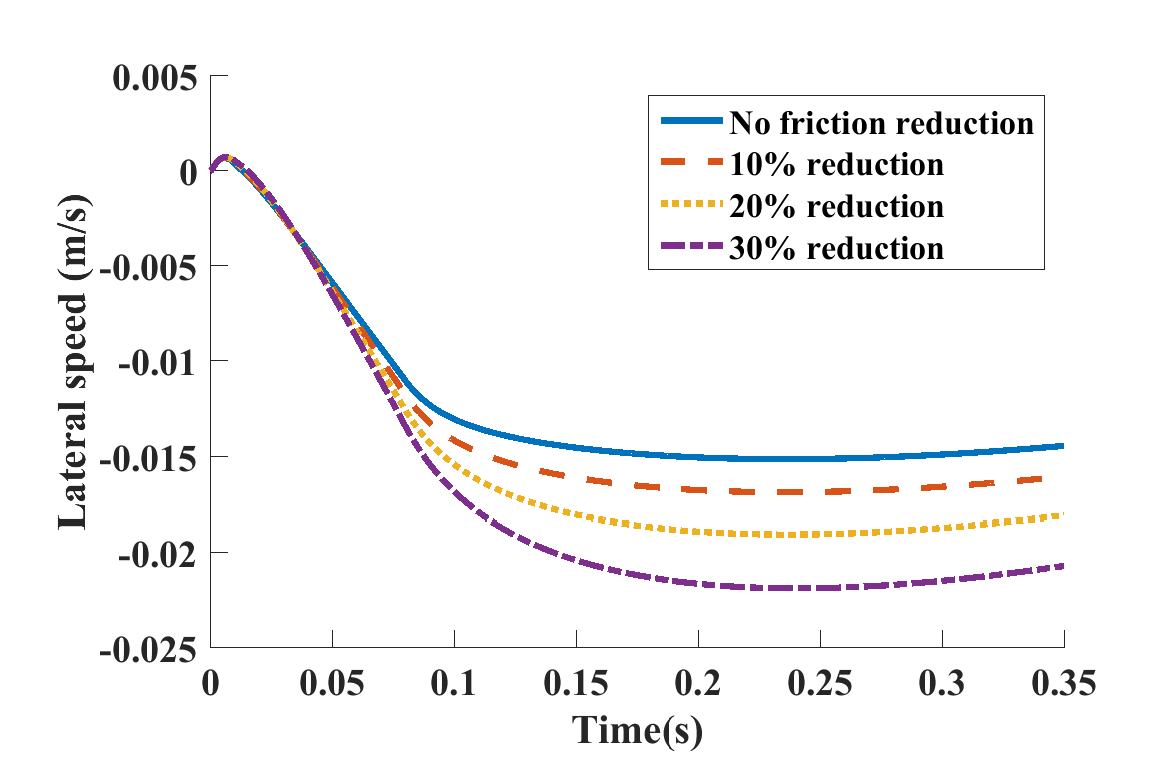 0.005
0
-0.005
-0.01
-0.015
-0.02
-0.025
Lateral speed (m/s)
No friction reduction
10% reduction
20% reduction
30% reduction
0 0.05 0.1 0.15 0.2 0.25 0.3 0.35
Time(s)